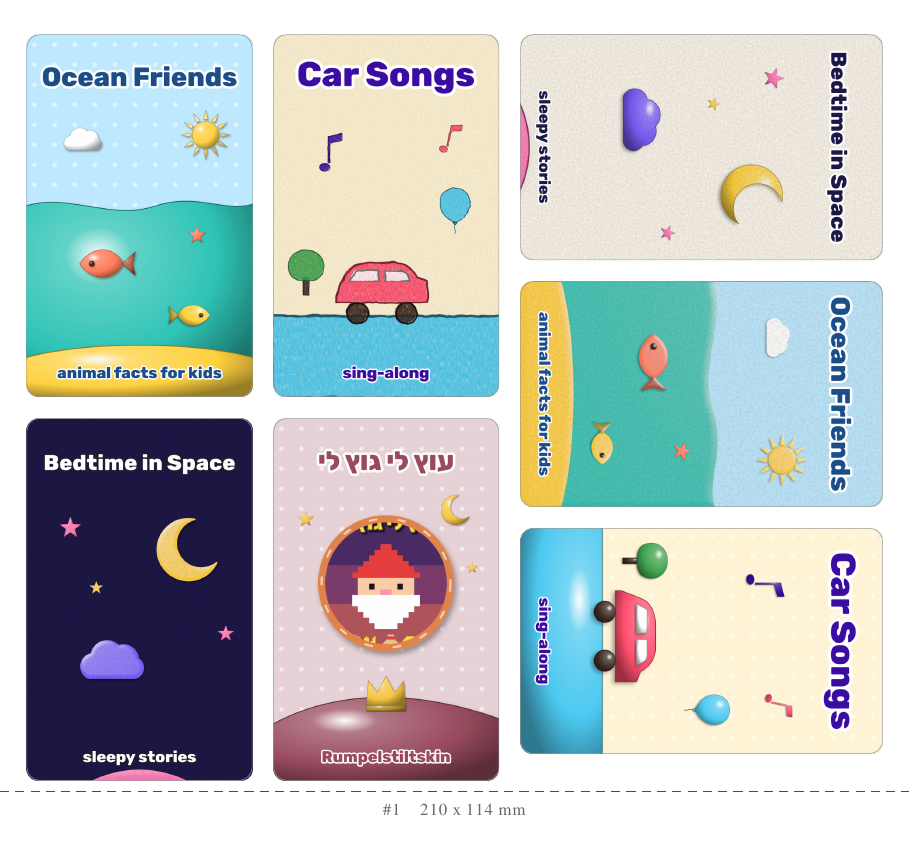 Ocean Friends
animal facts for kids
Car Songs
sing-along
Bedtime in Space
sleepy stories
Bedtime in Space
sleepy stories
עוץ לי גוץ לי
Rumpelstiltskin
Ocean Friends
animal facts for kids
Car Songs
sing-along
#1 210 x 114 mm